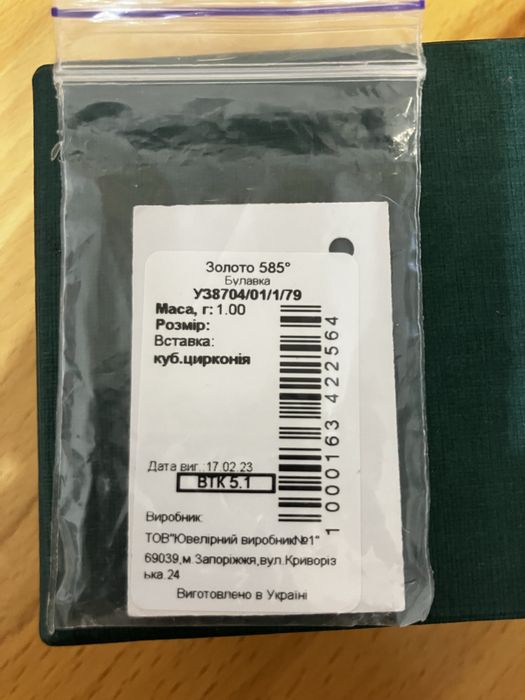 Золото 585°
Булавка
УЗ8704/01/1/79
Маса, г: 1.00
Розмір:
Вставка:
куб.цирконія
Дата виг.:17.02.23
ВТК 5.1
Виробник:
ТОВ"Ювелірний виробник№1"
69039,м.Запоріжжя,вул.Криворіз
ька.24
Виготовлено в Україні
1 000163 422564